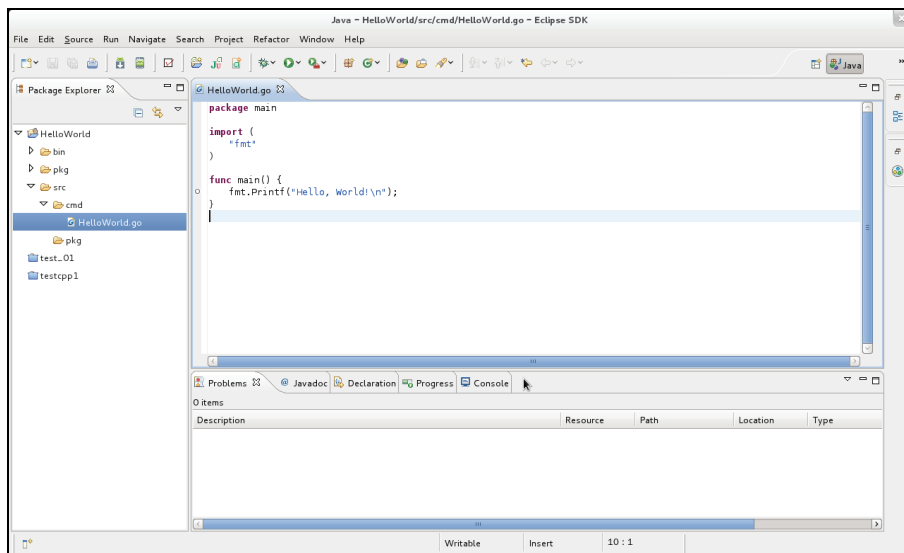 Java - HelloWorld/src/cmd/HelloWorld.go - Eclipse SDK
File Edit Source Run Navigate Search Project Refactor Window Help
Java
»
Package Explorer
HelloWorld
bin
pkg
src
cmd
HelloWorld.go
pkg
test_01
testcpp1
HelloWorld.go
package main
import (
"fmt"
)
func main() {
fmt.Printf("Hello, World!\n");
}
Problems @ Javadoc Declaration Progress Console
0 items
Description Resource Path Location Type
Writable Insert 10 : 1